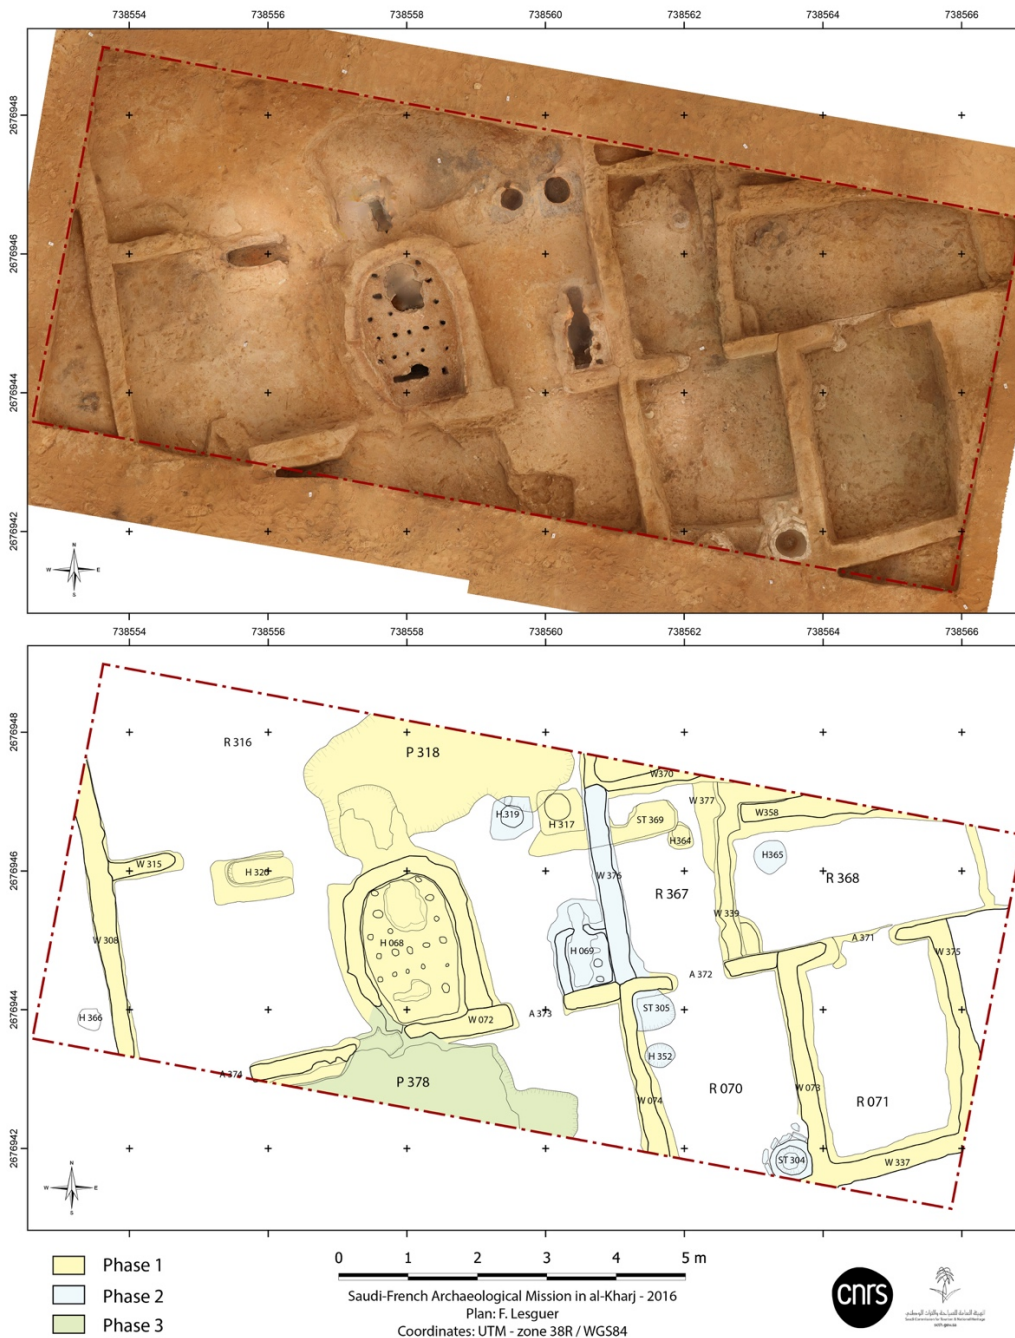 738554 738556 738558 738560 738562 738564 738566
2676948
2676946
2676944
2676942
N
W E
S
738554 738556 738558 738560 738562 738564 738566
2676948
2676946
2676944
2676942
R 316
P 318
W370
W 377
W358
H.319
H 317
ST 369
H364
H365
W 315
H 320
W 376
R 367
R 368
W 339
W 308
H 068
H 069
A 371
W 375
A 372
H 366
W 072
A 373
ST 305
A 374
P 378
H 352
W 074
R 070
W 073
R 071
ST 304
W 337
N
W E
S
Phase 1
Phase 2
Phase 3
0 1 2 3 4 5 m
Saudi-French Archaeological Mission in al-Kharj - 2016
Plan: F. Lesguer
Coordinates: UTM - zone 38R / WGS84
cnrs